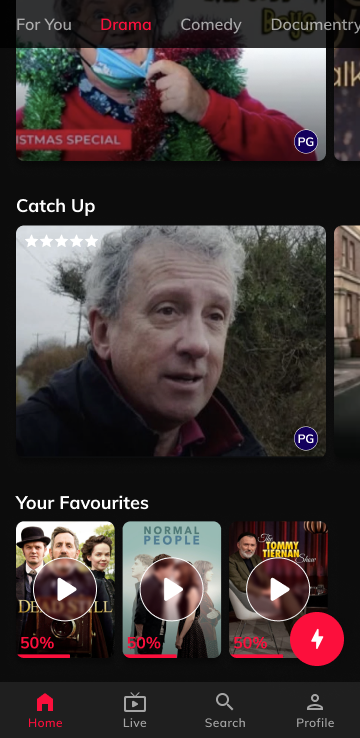 For You Drama Comedy Documentry
STMAS SPECIAL
PG
Catch Up
PG
Your Favourites
DEAD STILL
50%
NORMAL
PEOPLE
50%
The
TOMMY
TIERNAN
Show
50%
Home Live Search Profile